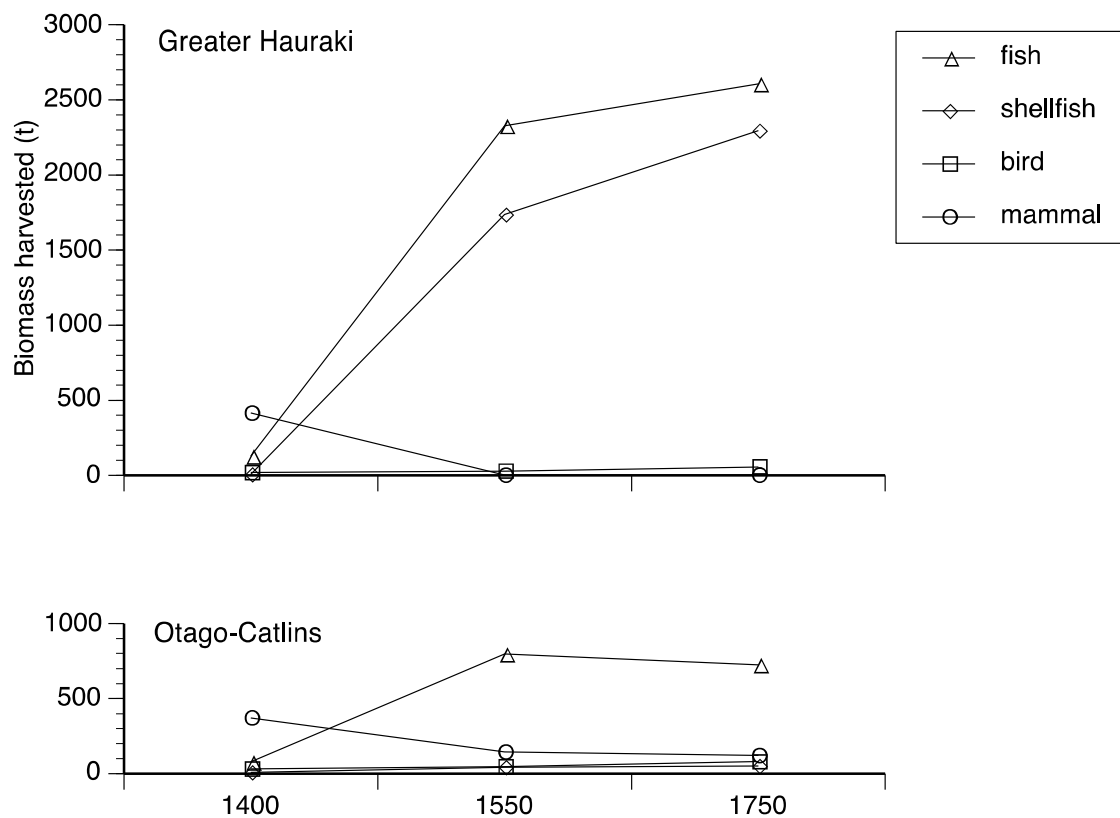 Greater Hauraki
Biomass harvested (t)
3000
2500
2000
1500
1000
500
0
fish
shellfish
bird
mammal
Otago-Catlins
1000
500
0
1400 1550 1750